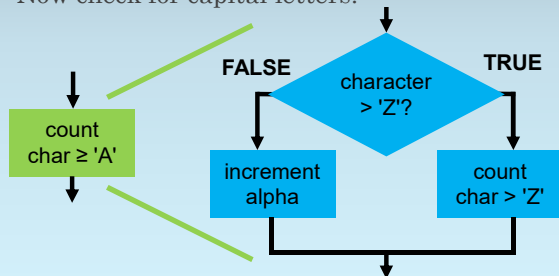 Now check for capital letters.
FALSE
TRUE
character
> 'Z'?
count
char ≥ 'A'
increment
alpha
count
char > 'Z'